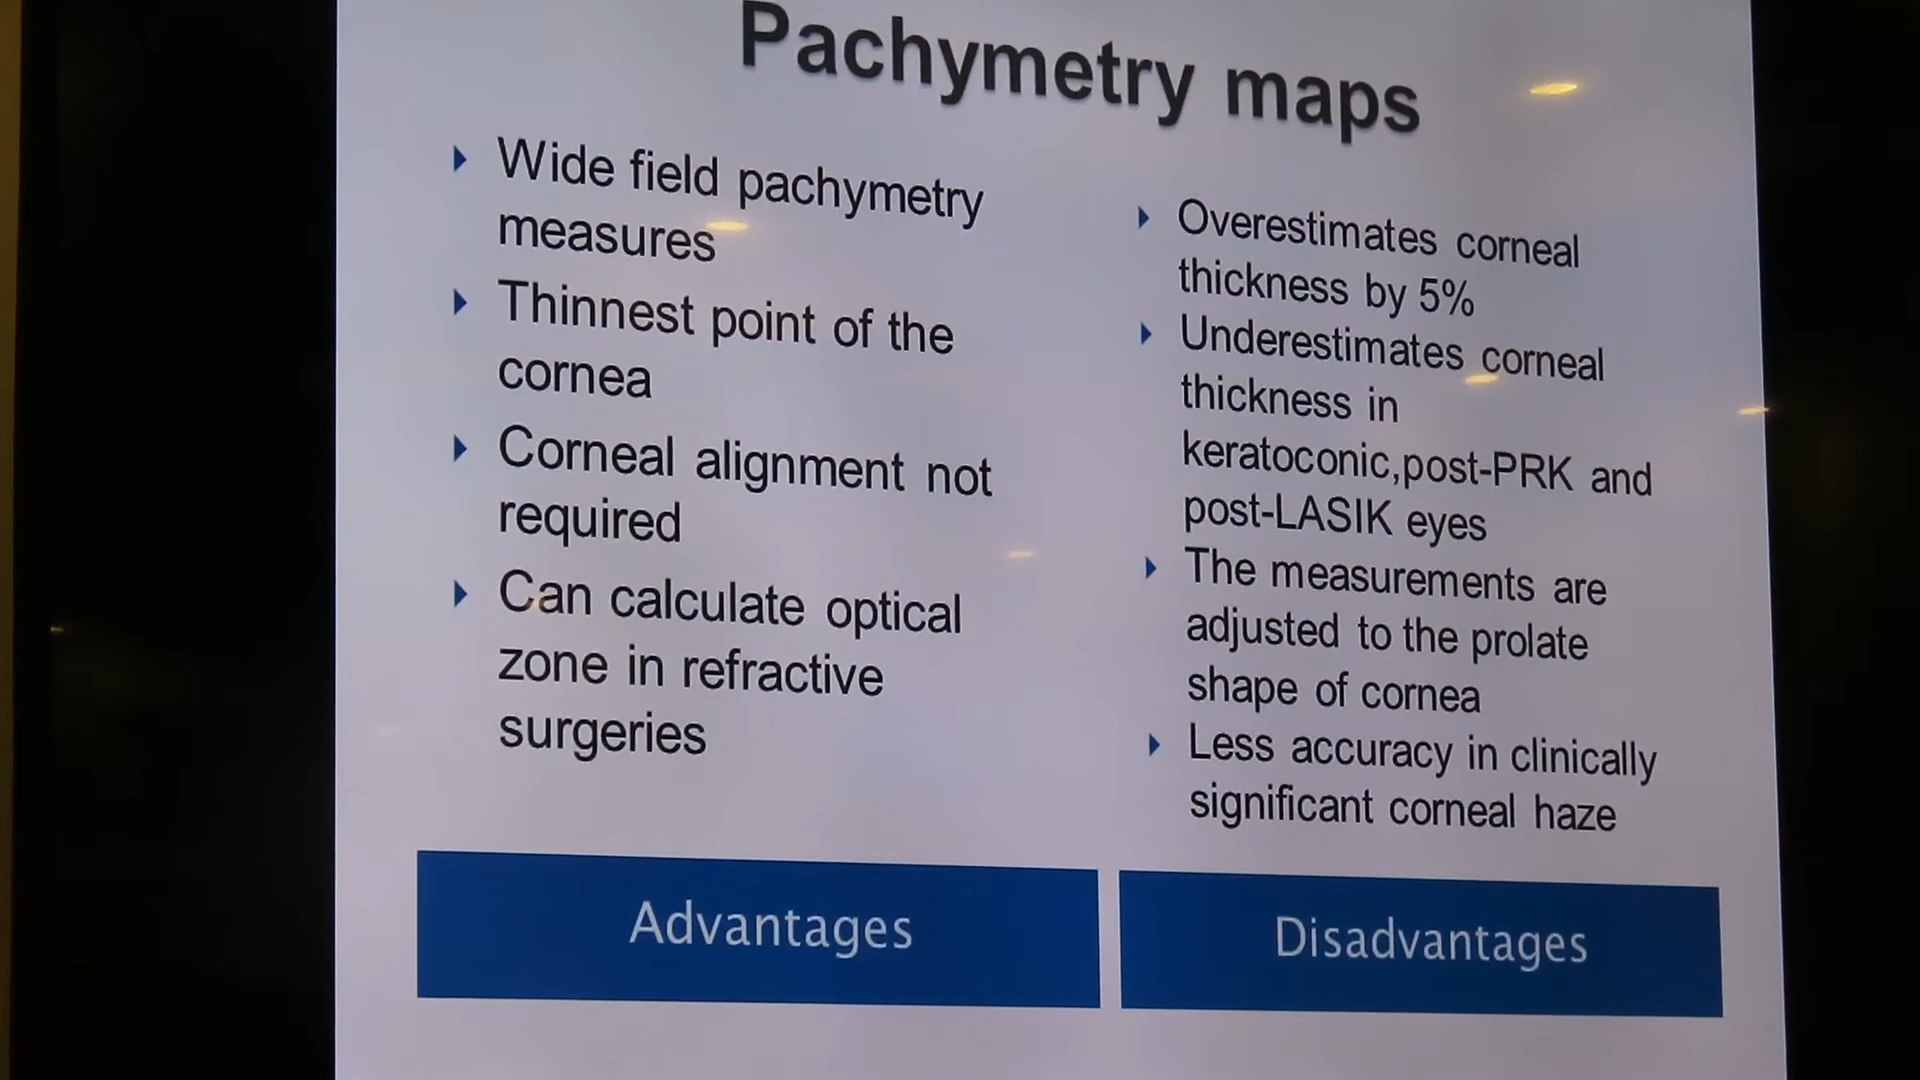 Pachymetry maps
Wide field pachymetry
measures
Thinnest point of the
cornea
Corneal alignment not
required
Can calculate optical
zone in refractive
surgeries
Advantages
Overestimates corneal
thickness by 5%
Underestimates corneal
thickness in
keratoconic,post-PRK and
post-LASIK eyes
The measurements are
adjusted to the prolate
shape of cornea
Less accuracy in clinically
significant corneal haze
Disadvantages